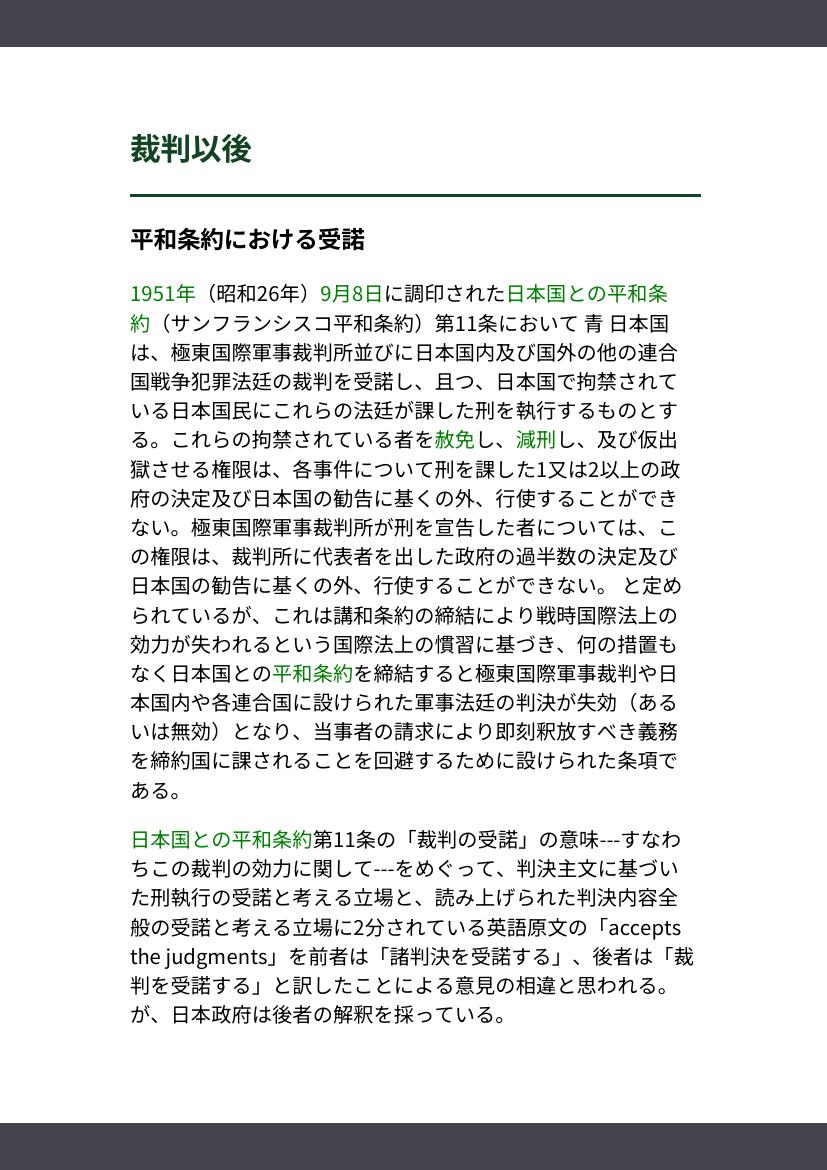 裁判以後
平和条約における受諾
1951年（昭和26年）9月8日に調印された日本国との平和条
約（サンフランシスコ平和条約）第11条において 青 日本国
は、極東国際軍事裁判所並びに日本国内及び国外の他の連合
国戦争犯罪法廷の裁判を受諾し、且つ、日本国で拘禁されて
いる日本国民にこれらの法廷が課した刑を執行するものとす
る。これらの拘禁されている者を赦免し、減刑し、及び仮出
獄させる権限は、各事件について刑を課した1又は2以上の政
府の決定及び日本国の勧告に基くの外、行使することができ
ない。極東国際軍事裁判所が刑を宣告した者については、こ
の権限は、裁判所に代表者を出した政府の過半数の決定及び
日本国の勧告に基くの外、行使することができない。 と定め
られているが、これは講和条約の締結により戦時国際法上の
効力が失われるという国際法上の慣習に基づき、何の措置も
なく日本国との平和条約を締結すると極東国際軍事裁判や日
本国内や各連合国に設けられた軍事法廷の判決が失効（ある
いは無効）となり、当事者の請求により即刻釈放すべき義務
を締約国に課されることを回避するために設けられた条項で
ある。
日本国との平和条約第11条の「裁判の受諾」の意味---すなわ
ちこの裁判の効力に関して---をめぐって、判決主文に基づい
た刑執行の受諾と考える立場と、読み上げられた判決内容全
般の受諾と考える立場に2分されている英語原文の「accepts
the judgments」を前者は「諸判決を受諾する」、後者は「裁
判を受諾する」と訳したことによる意見の相違と思われる。
が、日本政府は後者の解釈を採っている。